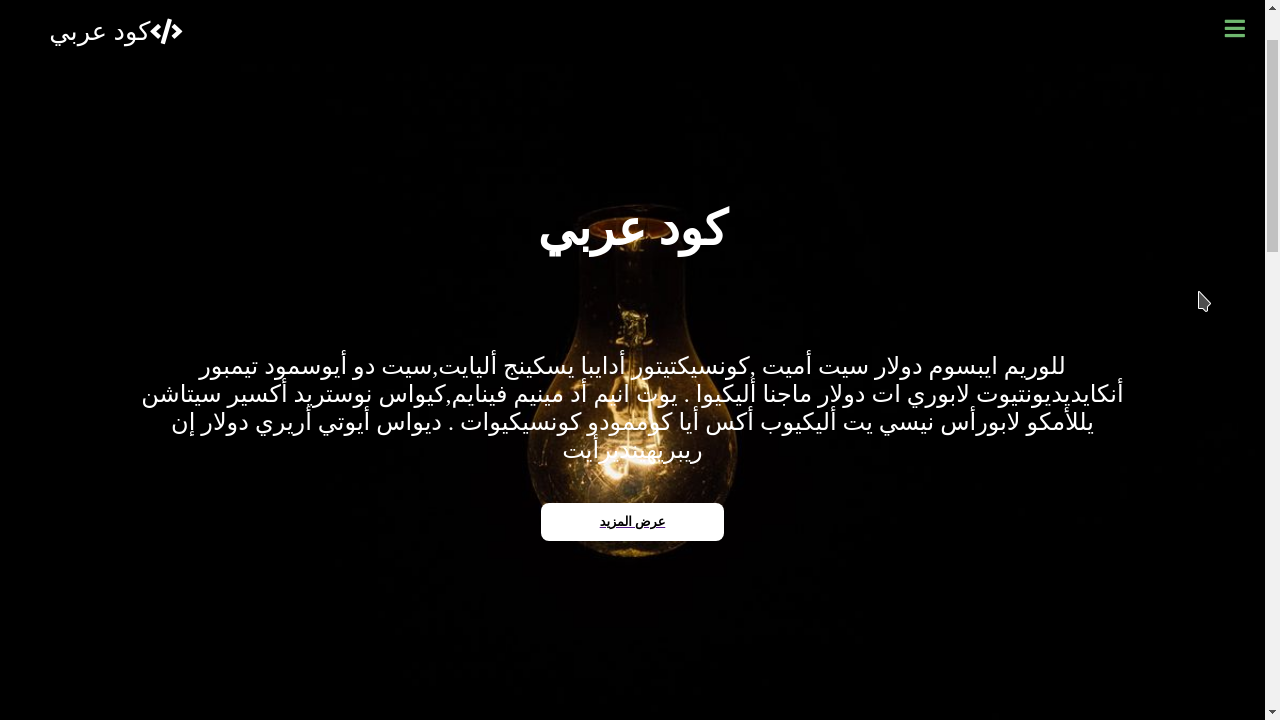 كود عربي
كود عربي
للوريم ايبسوم دولار سيت أميت ,كونسيكتيتور أدايبا يسكينج أليايت,سيت دو أيوسمود تيمبور
أنكايديديونتيوت لابوري ات دولار ماجنا أليكيوا . يوت انيم أد مينيم فينايم,كيواس نوستريد أكسير سيتاشن
يللأمكو لابورأس نيسي يت أليكيوب أكس أيا كوممودو كونسيكيوات . ديواس أيوتي أريري دولار إن
ريبريهينديرأيت
عرض المزيد